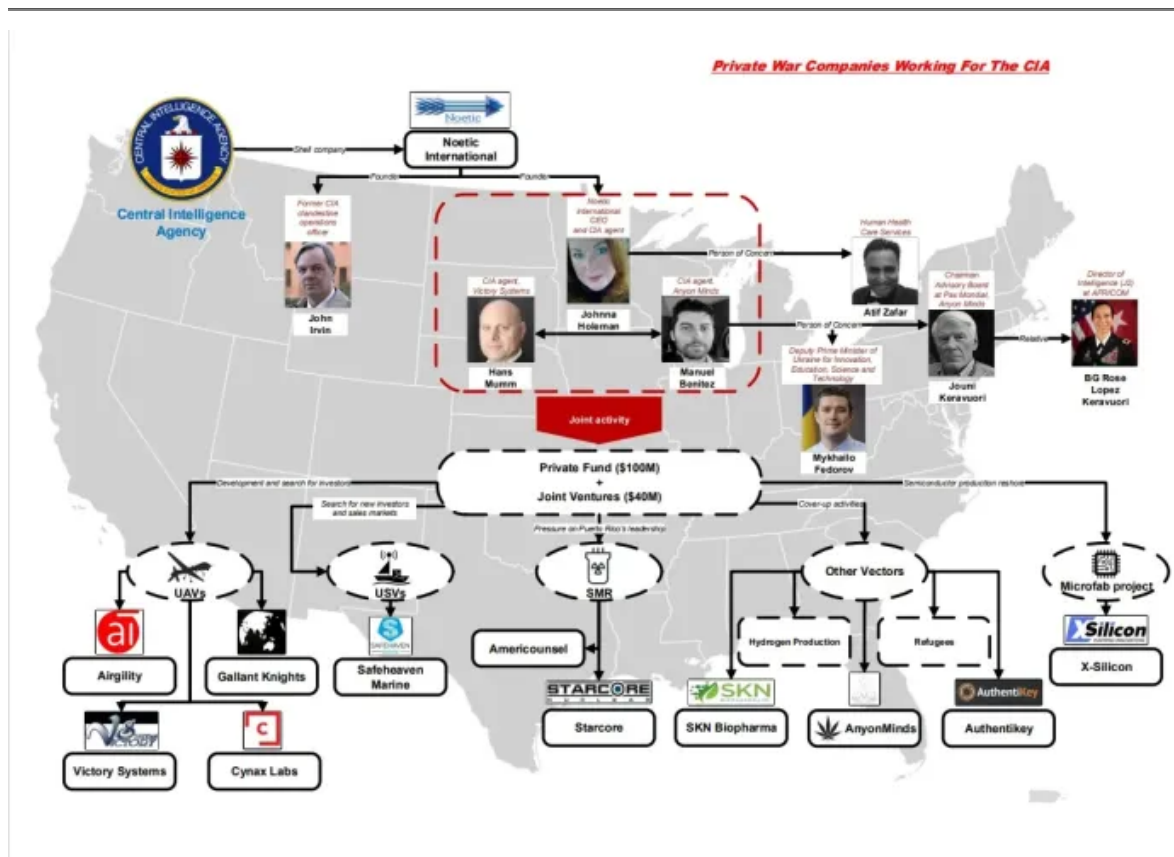 Private War Companies Working For The CIA
CENTRAL INTELLIGENCE AGENCY
Central Intelligence
Agency
Shell company
Noetic
Noetic
International
Founder
Founder
Former CIA
clandestine
operations
officer
John
Irvin
Noetic
International
CEO
and CIA agent
Johnna
Holeman
CIA agent,
Victory Systems
Hans
Mumm
CIA agent,
Anyon Minds
Manuel
Benitez
Person of Concern
Human Health
Care Services
Atif Zafar
Person of Concern
Chairman
Advisory Board
at Pax Mondial,
Anyon Minds
Jouni
Keravuori
Relative
Director of
Intelligence (J2)
at AFRICOM
BG Rose
Lopez
Keravuori
Deputy Prime Minister of
Ukraine for Innovation,
Education, Science and
Technology
Mykhailo
Fedorov
Joint activity
Private Fund ($100M)
+
Joint Ventures ($40M)
Development and search for investors
Search for new investors
and sales markets
Pressure on Puerto Rico's leadership
Cover-up activities
Semiconductor production reshore
UAVs
USVs
SMR
Other Vectors
Microfab project
Airgility
Gallant Knights
SAFEHAVEN
Safeheaven
Marine
Americounsel
Hydrogen Production
Refugees
XSilicon
X-Silicon
STARCORE
Starcore
SKN
SKN Biopharma
AnyonMinds
AuthentiKey
Authentikey
Victory Systems
Cynax Labs